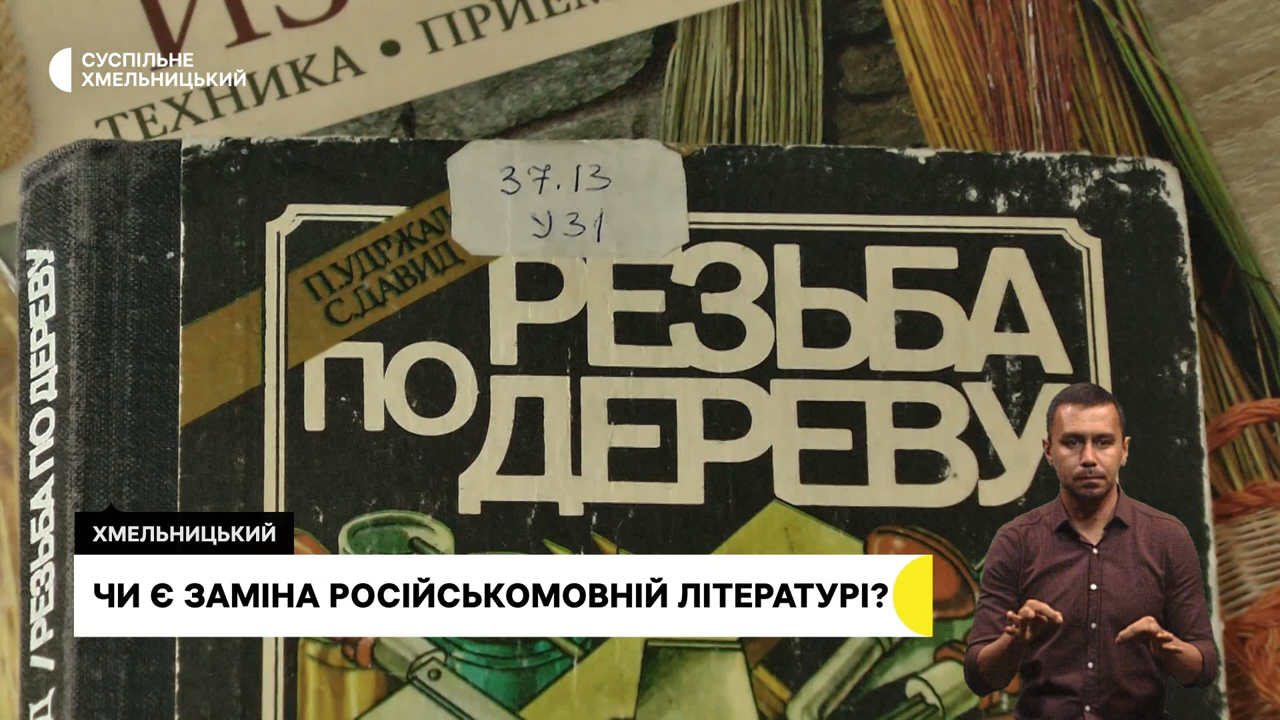 СУСПІЛЬНЕ
ХМЕЛЬНИЦЬКИЙ
ИЗ
ТЕХНИКА • ПРИЕМ
37.13
У31
П.УДРЖАЛ
С.ДАВИД
РЕЗЬБА
ПО ДЕРЕВУ
/ РЕЗЬБА ПО ДЕРЕВУ
ХМЕЛЬНИЦЬКИЙ
ЧИ Є ЗАМІНА РОСІЙСЬКОМОВНІЙ ЛІТЕРАТУРІ?